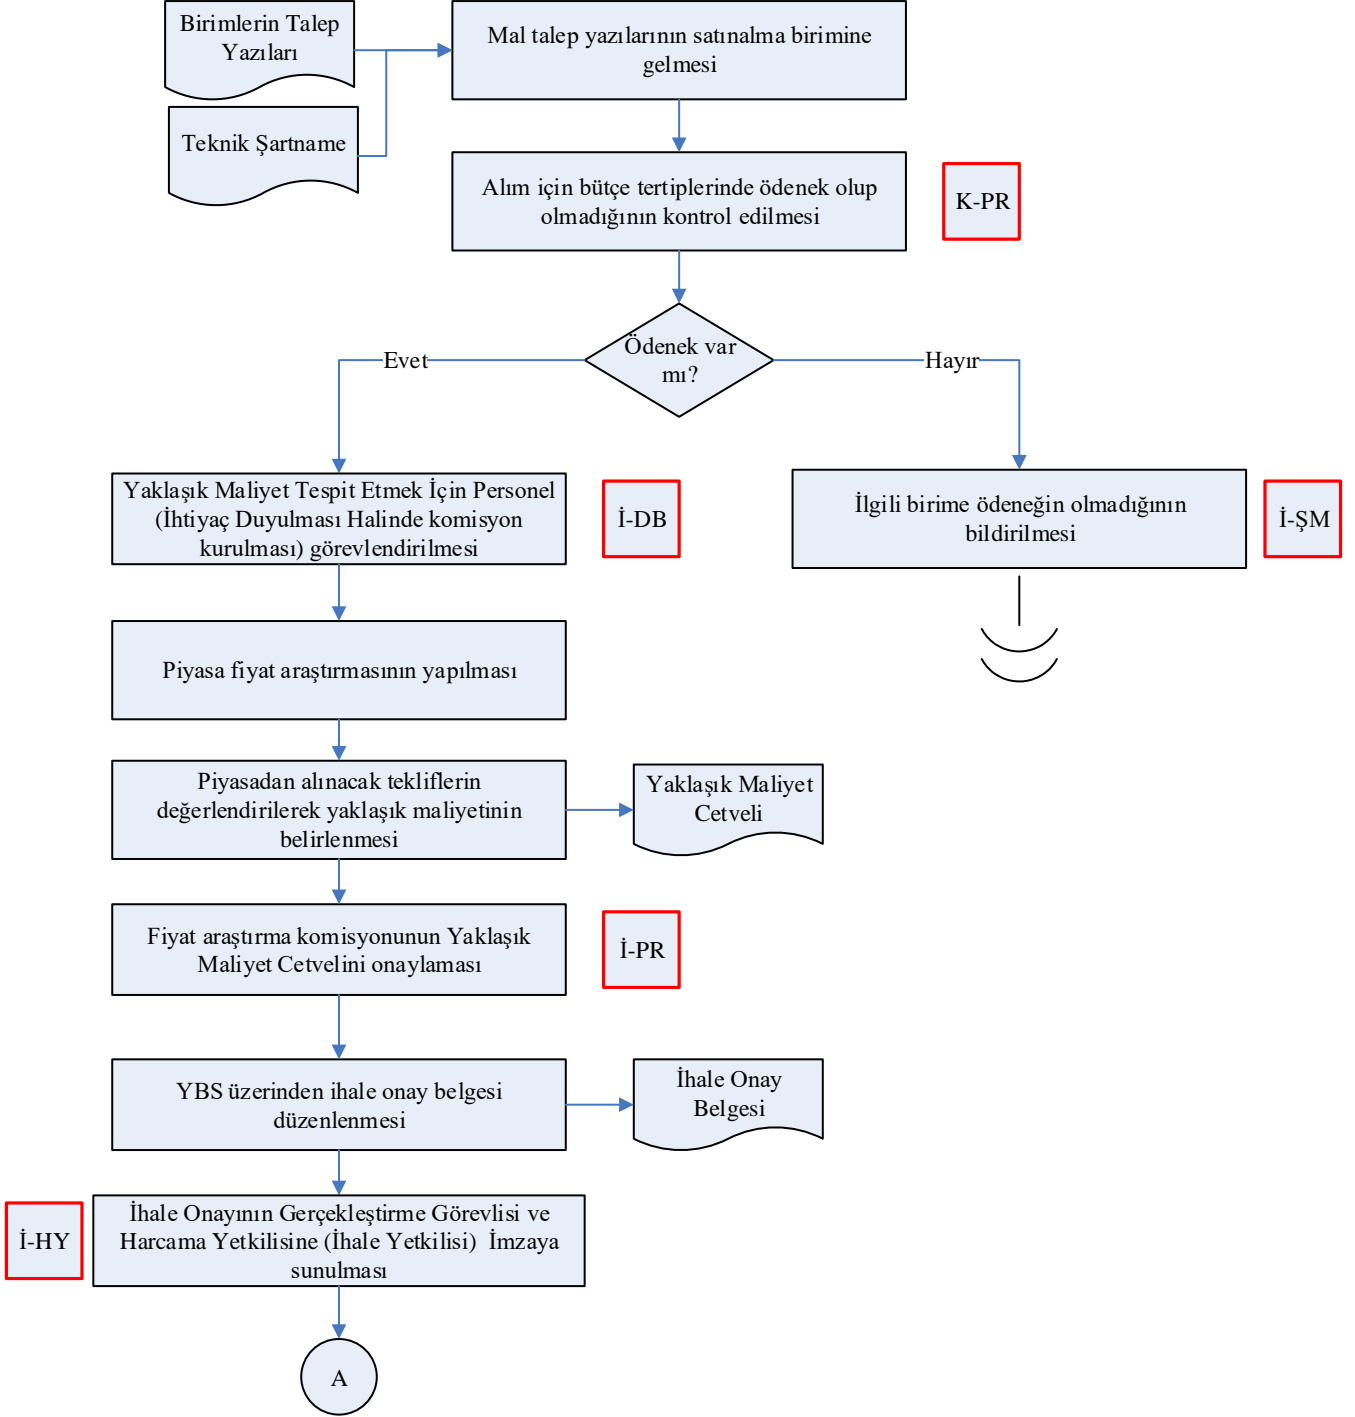 Birimlerin Talep
Yazıları
Mal talep yazılarının satınalma birimine
gelmesi
Teknik Şartname
Alım için bütçe tertiplerinde ödenek olup
olmadığının kontrol edilmesi
K-PR
Ödenek var
mı?
Evet
Hayır
Yaklaşık Maliyet Tespit Etmek İçin Personel
(İhtiyaç Duyulması Halinde komisyon
kurulması) görevlendirilmesi
İ-DB
İlgili birime ödeneğin olmadığının
bildirilmesi
İ-ŞM
Piyasa fiyat araştırmasının yapılması
Piyasadan alınacak tekliflerin
değerlendirilerek yaklaşık maliyetinin
belirlenmesi
Yaklaşık Maliyet
Cetveli
Fiyat araştırma komisyonunun Yaklaşık
Maliyet Cetvelini onaylaması
İ-PR
YBS üzerinden ihale onay belgesi
düzenlenmesi
İhale Onay
Belgesi
İ-HY
İhale Onayının Gerçekleştirme Görevlisi ve
Harcama Yetkilisine (İhale Yetkilisi) İmzaya
sunulması
A